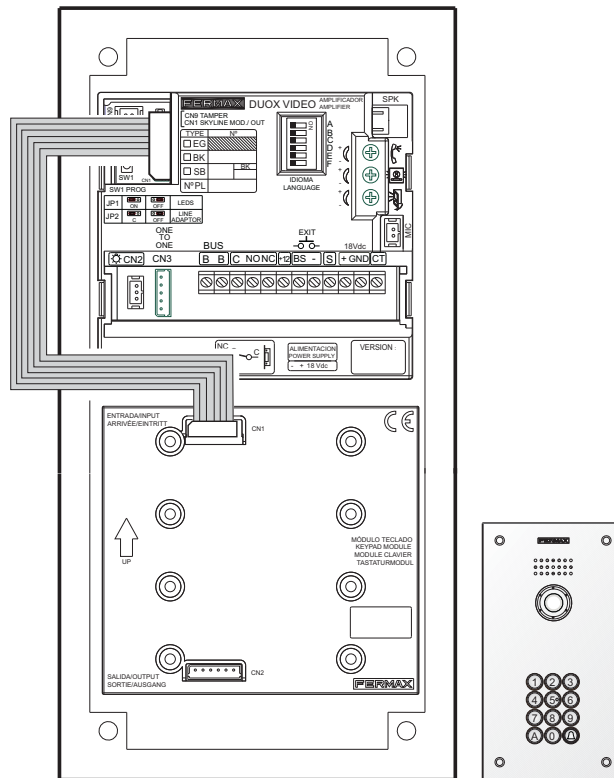 FERMAX DUOX VIDEO AMPLIFICADOR
AMPLIFIER
SPK
CN9 TAMPER
CN1 SKYLINE MOD./ OUT
TYPE Nº
EG
BK
SB BK
Nº PL
ON
A
B
C
D
E
F
+
-
-
-
IDIOMA
LANGUAGE
CN1
SW1
SW1 PROG
JP1 ON OFF LEDS
JP2 C OFF LINE
ADAPTOR
MIC
ONE
TO
ONE
EXIT
BUS
18Vdc
CN2 CN3 B B C NO NC +12 BS - S + GND CT
NC
C
ALIMENTACION
POWER SUPPLY
- + 18 Vdc
VERSION :
ENTRADA/INPUT
ARRIVÉE/EINTRITT
CN1
CE
UP
MÓDULO TECLADO
KEYPAD MODULE
MODULE CLAVIER
TASTATURMODUL
SALIDA/OUTPUT
SORTIE/AUSGANG
CN2
FERMAX
FERMAX
1 2 3
4 5 6
7 8 9
A 0